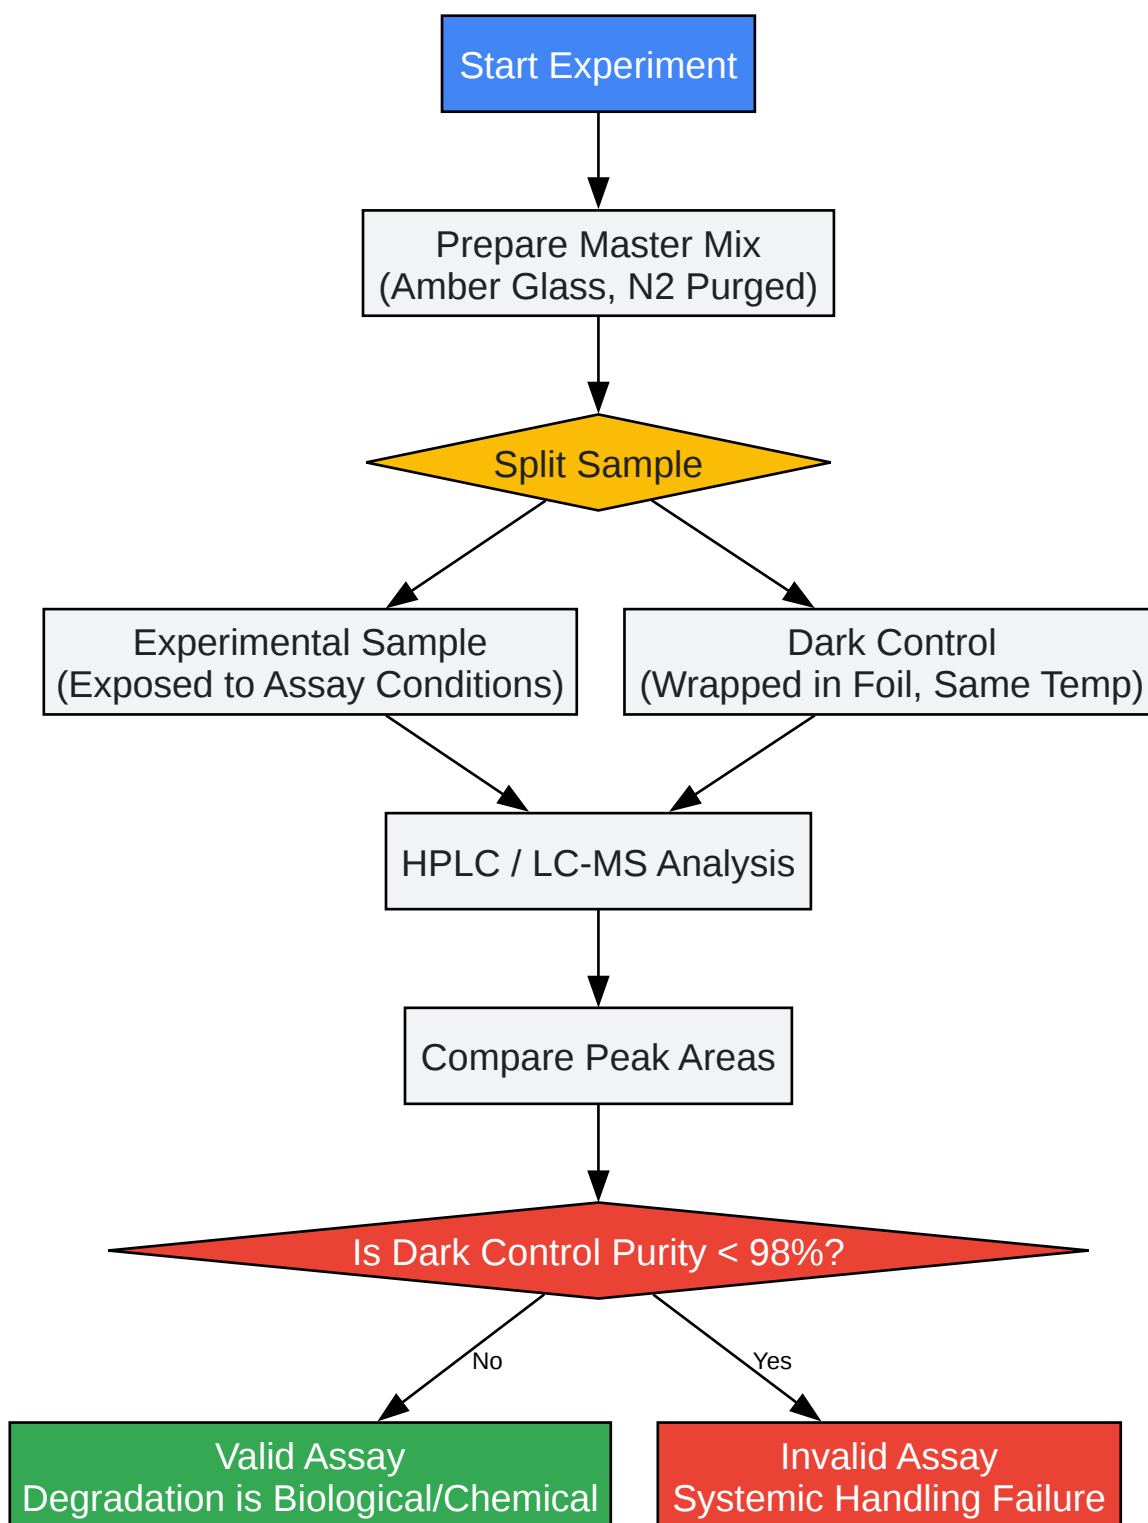 Start Experiment
Prepare Master Mix
(Amber Glass, N2 Purged)
Split Sample
Experimental Sample
(Exposed to Assay Conditions)
Dark Control
(Wrapped in Foil, Same Temp)
HPLC / LC-MS Analysis
Compare Peak Areas
Is Dark Control Purity < 98%?
No
Yes
Valid Assay
Degradation is Biological/Chemical
Invalid Assay
Systemic Handling Failure